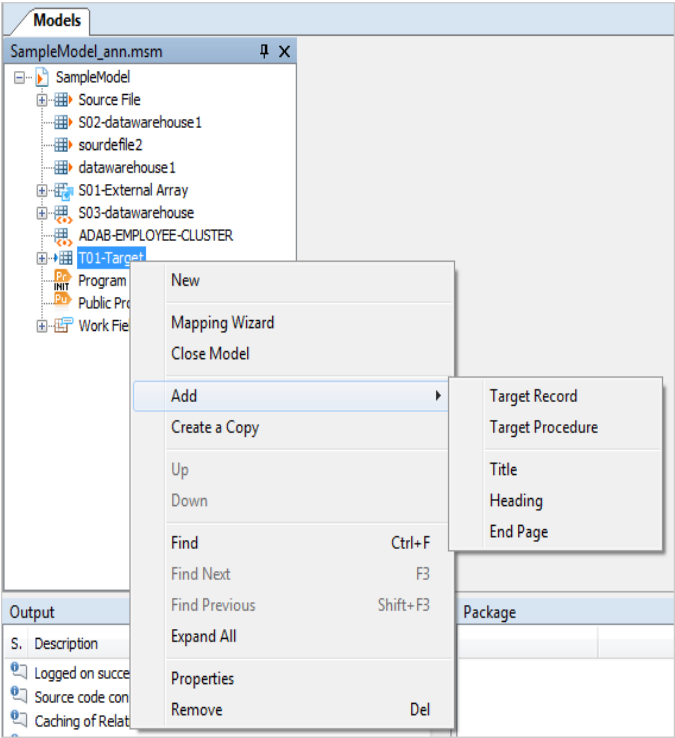 Models
SampleModel_ann.msm
SampleModel
Source File
S02-datawarehouse1
sourdefile2
datawarehouse1
S01-External Array
S03-datawarehouse
ADAB-EMPLOYEE-CLUSTER
T01-Target
Pr INIT Program
Pu Public Pro
Work Fie
New
Mapping Wizard
Close Model
Add
Create a Copy
Up
Down
Find Ctrl+F
Find Next F3
Find Previous Shift+F3
Expand All
Properties
Remove Del
Target Record
Target Procedure
Title
Heading
End Page
Output
S. Description
Logged on succe
Source code con
Caching of Relat
Package